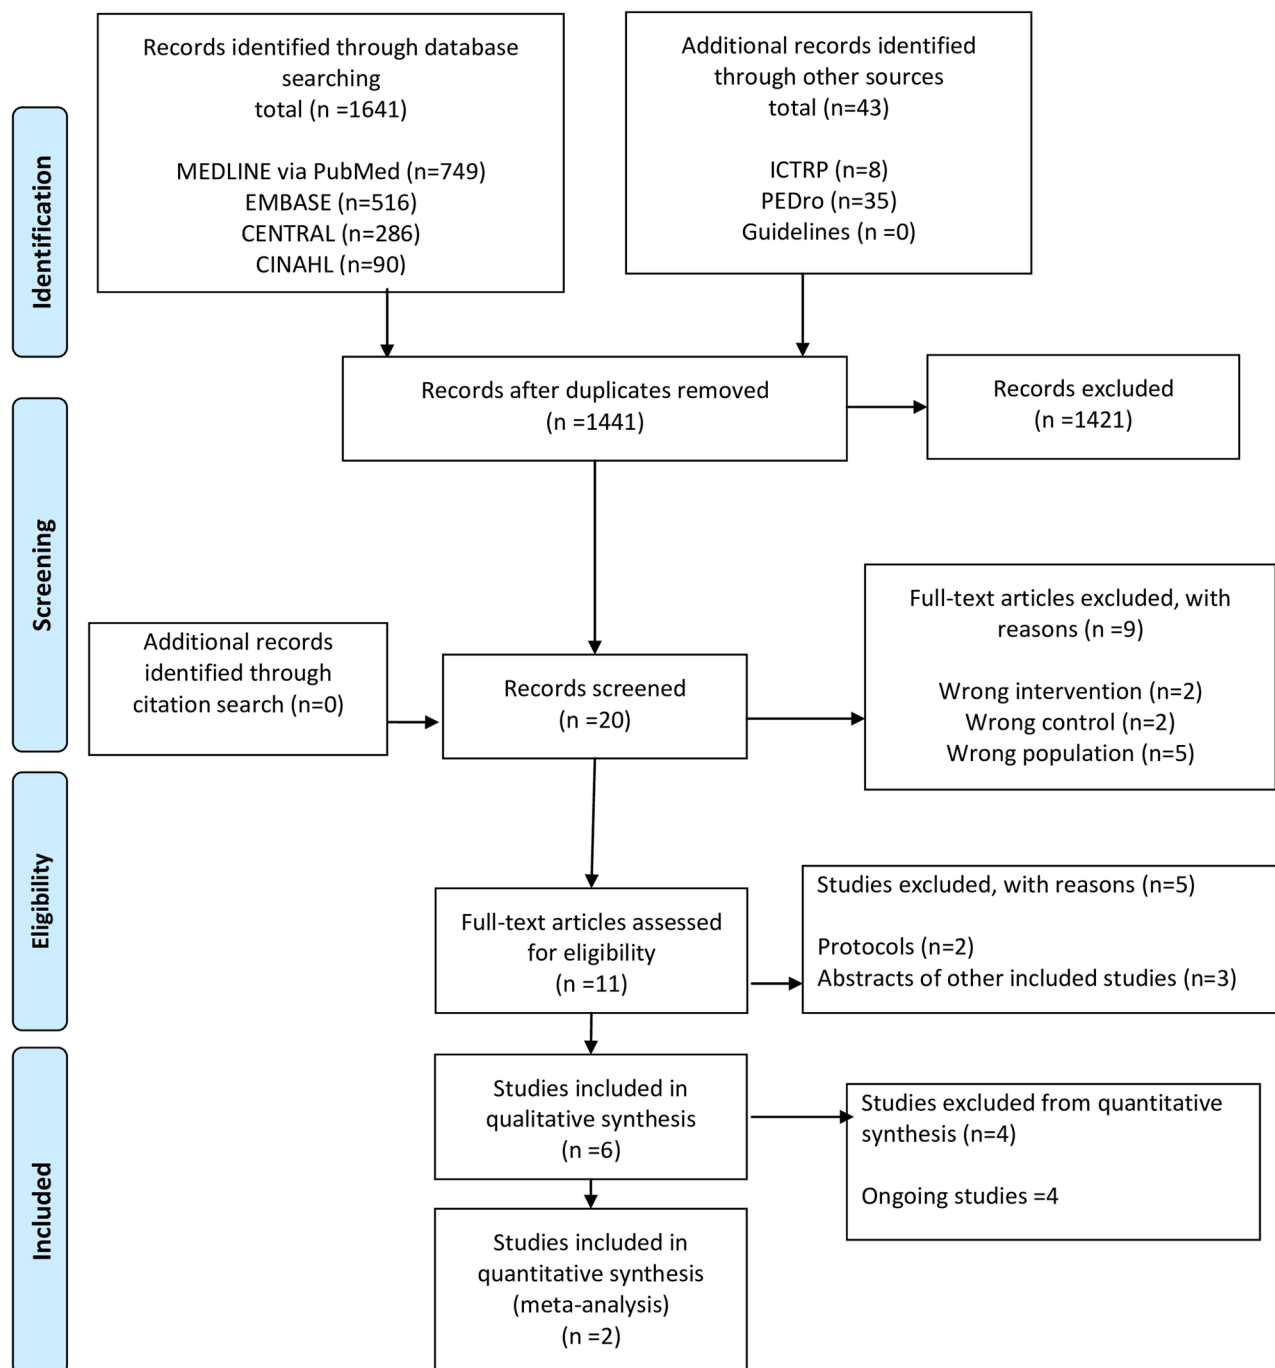 Identification
Records identified through database
searching
total (n =1641)
MEDLINE via PubMed (n=749)
EMBASE (n=516)
CENTRAL (n=286)
CINAHL (n=90)
Additional records identified
through other sources
total (n=43)
ICTRP (n=8)
PEDro (n=35)
Guidelines (n =0)
Records after duplicates removed
(n =1441)
Records excluded
(n =1421)
Screening
Additional records
identified through
citation search (n=0)
Records screened
(n =20)
Full-text articles excluded, with
reasons (n =9)
Wrong intervention (n=2)
Wrong control (n=2)
Wrong population (n=5)
Eligibility
Full-text articles assessed
for eligibility
(n =11)
Studies excluded, with reasons (n=5)
Protocols (n=2)
Abstracts of other included studies (n=3)
Included
Studies included in
qualitative synthesis
(n =6)
Studies excluded from quantitative
synthesis (n=4)
Ongoing studies =4
Studies included in
quantitative synthesis
(meta-analysis)
(n =2)